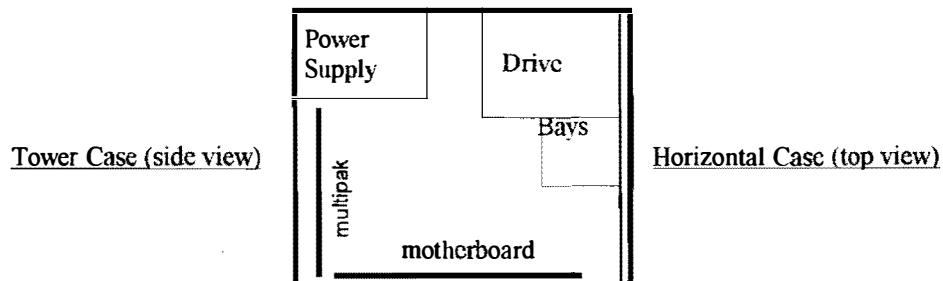 Power
Supply
Drive
Bays
Tower Case (side view)
Horizontal Case (top view)
multipak
motherboard